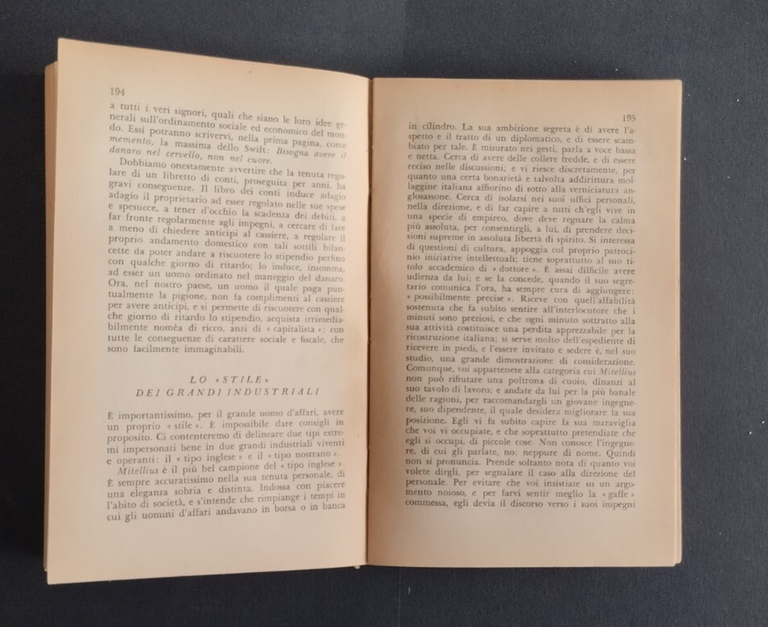 194
a tutti i veri signori, quali che siano le loro idee ge-
nerali sull'ordinamento sociale ed economico del mon-
do. Essi potranno scrivervi, nella prima pagina, come
memento, la massima dello Swift: Bisogna avere il
danaro nel cervello, non nel cuore.
Dobbiamo onestamente avvertire che la tenuta rego-
lare di un libretto di conti, proseguita per anni, ha
gravi conseguenze. Il libro dei conti induce adagio
adagio il proprietario ad esser regolato nelle sue spese
e spesucce, a tener d'occhio la scadenza dei debiti, a
far fronte regolarmente agli impegni, a cercare di fare
a meno di chiedere anticipi al cassiere, a regolare il
proprio andamento domestico con tali sottili bilan-
cette da poter andare a riscuotere lo stipendio perfino
con qualche giorno di ritardo; lo induce, insomma,
ad esser un uomo ordinato nel maneggio del danaro.
Ora, nel nostro paese, un uomo il quale paga pun-
tualmente la pigione, non fa complimenti al cassiere
per avere anticipi, e si permette di riscuotere con qual-
che giorno di ritardo lo stipendio, acquista irrimedia-
bilmente nomèa di ricco, anzi di « capitalista »: con
tutte le conseguenze di carattere sociale e fiscale, che
sono facilmente immaginabili.
LO «STILE»
DEI GRANDI INDUSTRIALI
È importantissimo, per il grande uomo d'affari, avere
un proprio « stile ». È impossibile dare consigli in
proposito. Ci contenteremo di delineare due tipi estre-
mi impersonati bene in due grandi industriali viventi
e operanti: il « tipo inglese » e il « tipo nostrano ».
Mitellius è il più bel campione del « tipo inglese ».
È sempre accuratissimo nella sua tenuta personale, di
una eleganza sobria e distinta. Indossa con piacere
l'abito di società, e s'intende che rimpiange i tempi in
cui gli uomini d'affari andavano in borsa o in banca
195
in cilindro. La sua ambizione segreta è di avere l'a-
spetto e il tratto di un diplomatico, e di essere scam-
biato per tale. È misurato nei gesti, parla a voce bassa
e netta. Cerca di avere delle collere fredde, e di essere
reciso nelle discussioni, e vi riesce discretamente, per
quanto una certa bonarietà e talvolta addirittura mol-
laggine italiana affiorino di sotto alla verniciatura an-
glosassone. Cerca di isolarsi nei suoi uffici personali,
nella direzione, e di far capire a tutti ch'egli vive in
una specie di empireo, dove deve regnare la calma
più assoluta, per consentirgli, a lui, di prendere deci-
sioni supreme in assoluta libertà di spirito. Si interessa
di questioni di cultura, appoggia col proprio patroci-
nio iniziative intellettuali; tiene soprattutto al suo ti-
tolo accademico di « dottore ». È assai difficile avere
udienza da lui; e se la concede, quando il suo segre-
tario comunica l'ora, ha sempre cura di aggiungere:
« possibilmente precise ». Riceve con quell'affabilità
sostenuta che fa subito sentire all'interlocutore che i
minuti sono preziosi, e che ogni minuto sottratto alla
sua attività costituisce una perdita apprezzabile per la
ricostruzione italiana; si serve molto dell'espediente di
ricevere in piedi, e l'essere invitato e sedere è, nel suo
studio, una grande dimostrazione di considerazione.
Comunque, voi appartenete alla categoria cui Mitellius
non può rifiutare una poltrona di cuoio, dinanzi al
suo tavolo di lavoro; e andate da lui per la più banale
delle ragioni, per raccomandargli un giovane ingegne-
re, suo dipendente, il quale desidera migliorare la sua
posizione. Egli vi fa subito capire la sua maraviglia
che voi vi occupiate, e che soprattutto pretendiate che
egli si occupi, di piccole cose. Non conosce l'ingegne-
re, di cui gli parlate, no; neppure di nome. Quindi
non si pronuncia. Prende soltanto nota di quanto voi
volete dirgli, per segnalare il caso alla direzione del
personale. Per evitare che voi insistiate su un argo-
mento noioso, e per farvi sentir meglio la « gaffe »
commessa, egli devia il discorso verso i suoi impegni